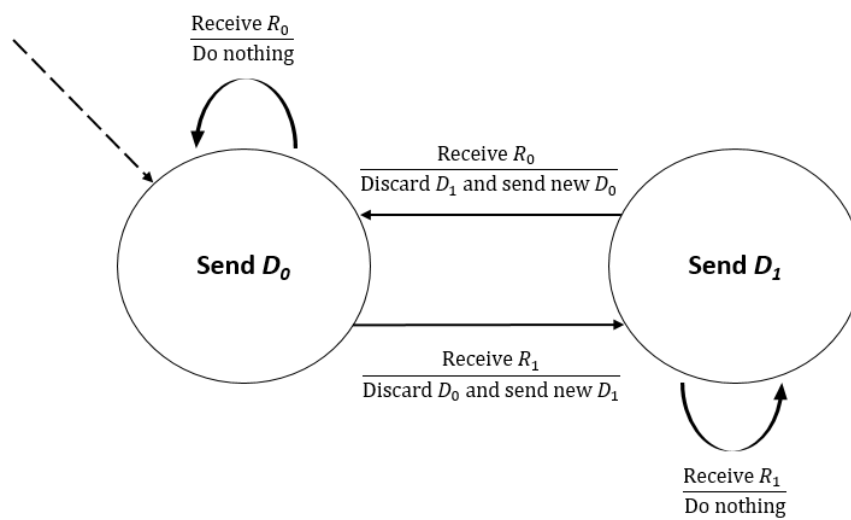 Receive R₀
Do nothing
Receive R₀
Discard D₁ and send new D₀
Send D₀
Send D₁
Receive R₁
Discard D₀ and send new D₁
Receive R₁
Do nothing